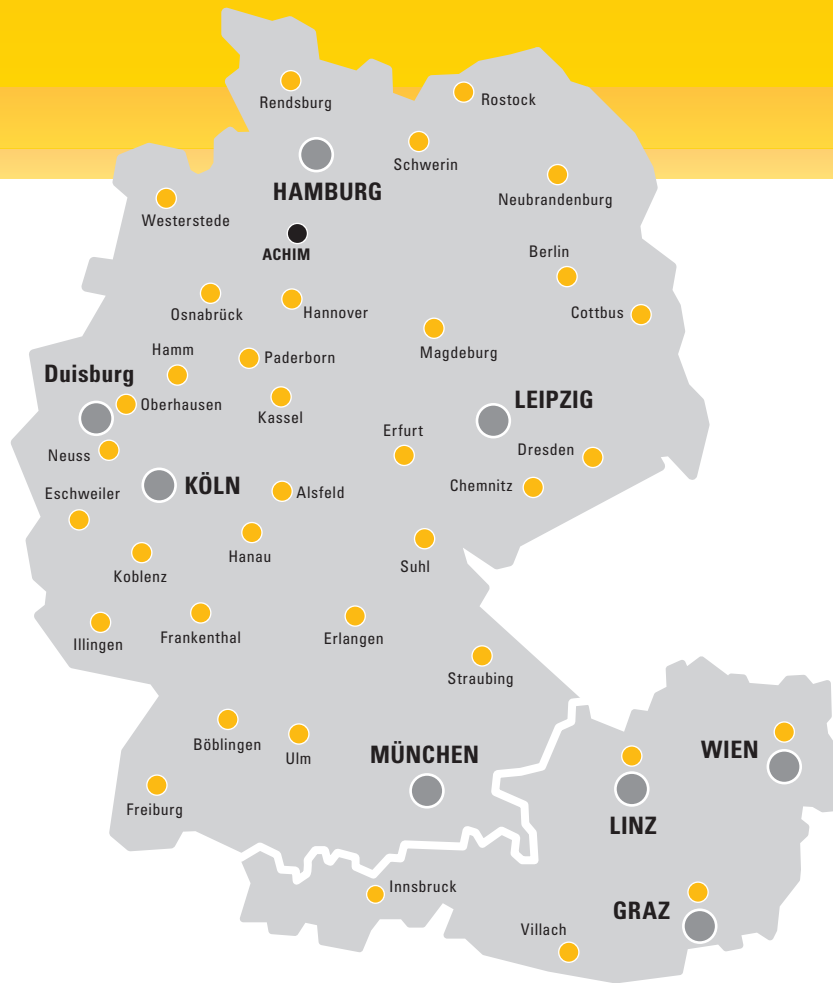 Rendsburg
Rostock
Schwerin
HAMBURG
Neubrandenburg
Westerstede
ACHIM
Berlin
Osnabrück
Hannover
Cottbus
Hamm
Paderborn
Magdeburg
Duisburg
Oberhausen
Kassel
LEIPZIG
Erfurt
Neuss
Dresden
KÖLN
Eschweiler
Alsfeld
Chemnitz
Hanau
Koblenz
Suhl
Illingen
Frankenthal
Erlangen
Straubing
Böblingen
Ulm
MÜNCHEN
WIEN
Freiburg
LINZ
Innsbruck
GRAZ
Villach